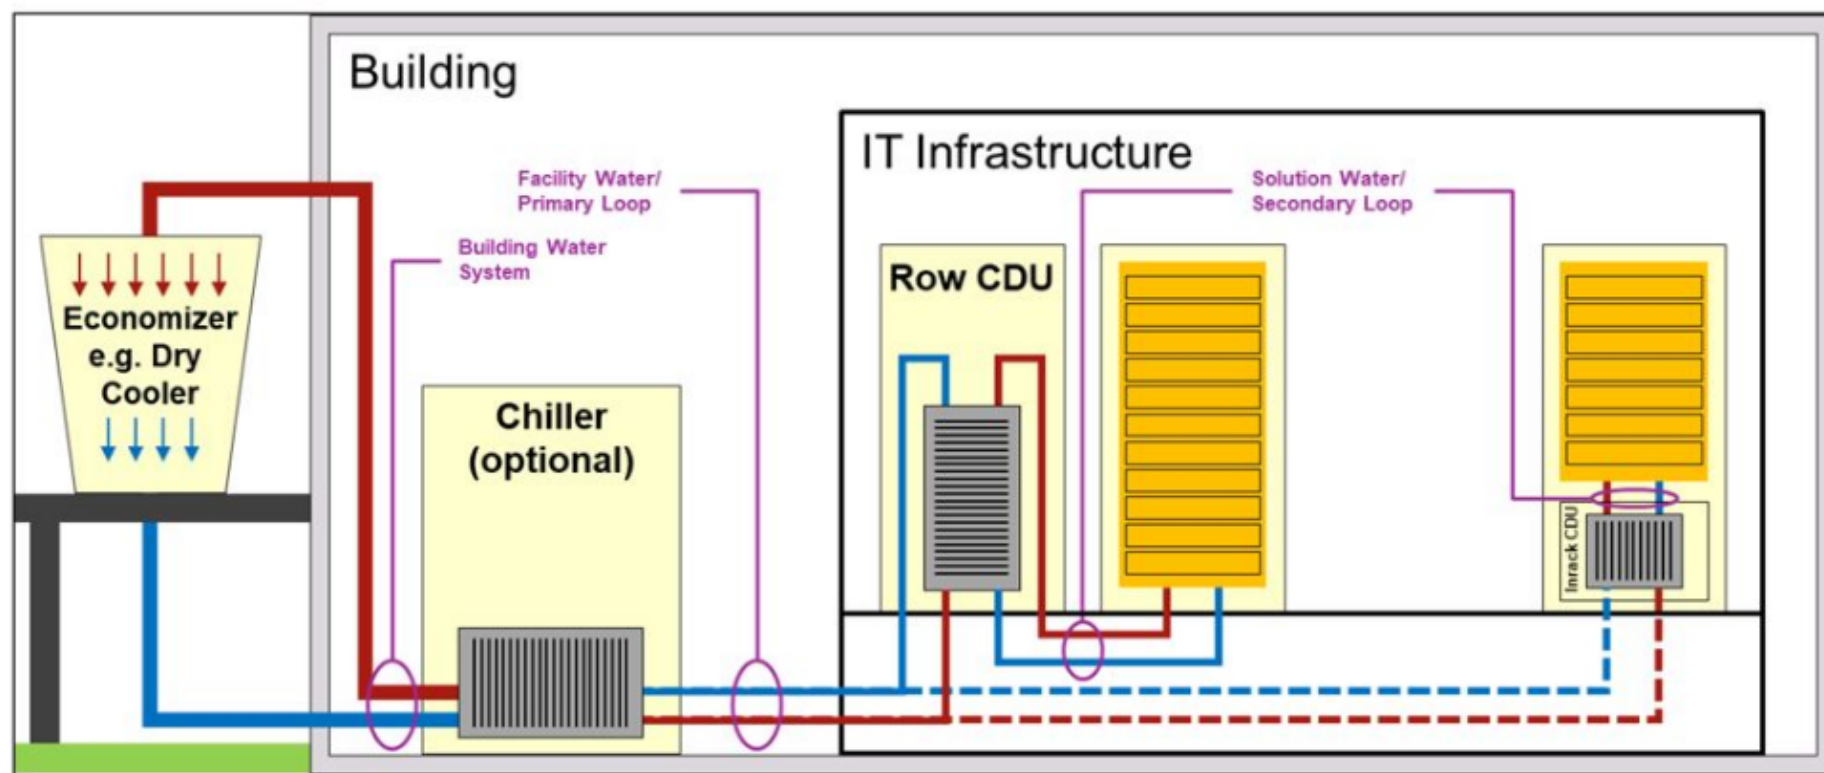 Building
IT Infrastructure
Facility Water/
Primary Loop
Solution Water/
Secondary Loop
Building Water
System
Row CDU
Economizer
e.g. Dry
Cooler
Chiller
(optional)
Inrack CDU